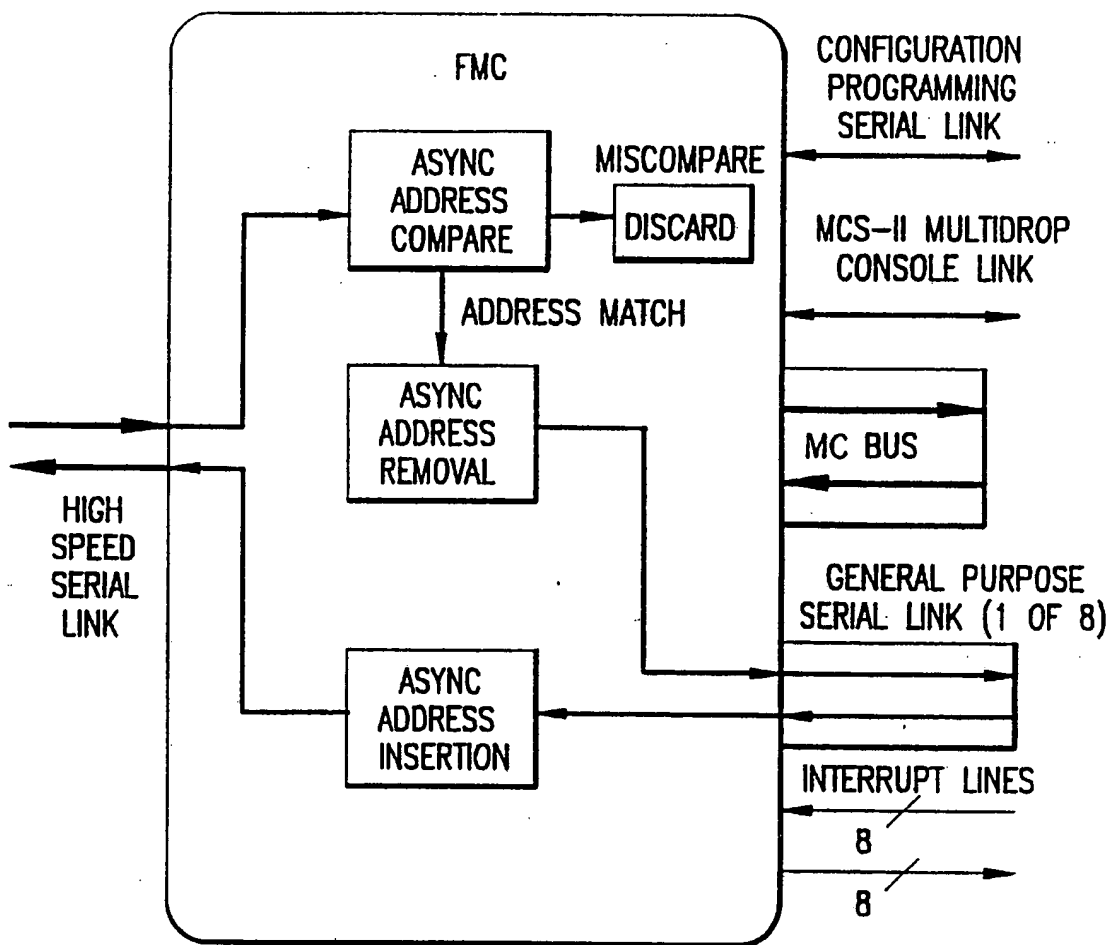 FMC
CONFIGURATION
PROGRAMMING
SERIAL LINK
ASYNC
ADDRESS
COMPARE
MISCOMPARE
DISCARD
MCS-II MULTIDROP
CONSOLE LINK
ADDRESS MATCH
ASYNC
ADDRESS
REMOVAL
MC BUS
HIGH
SPEED
SERIAL
LINK
GENERAL PURPOSE
SERIAL LINK (1 OF 8)
ASYNC
ADDRESS
INSERTION
INTERRUPT LINES
8
8